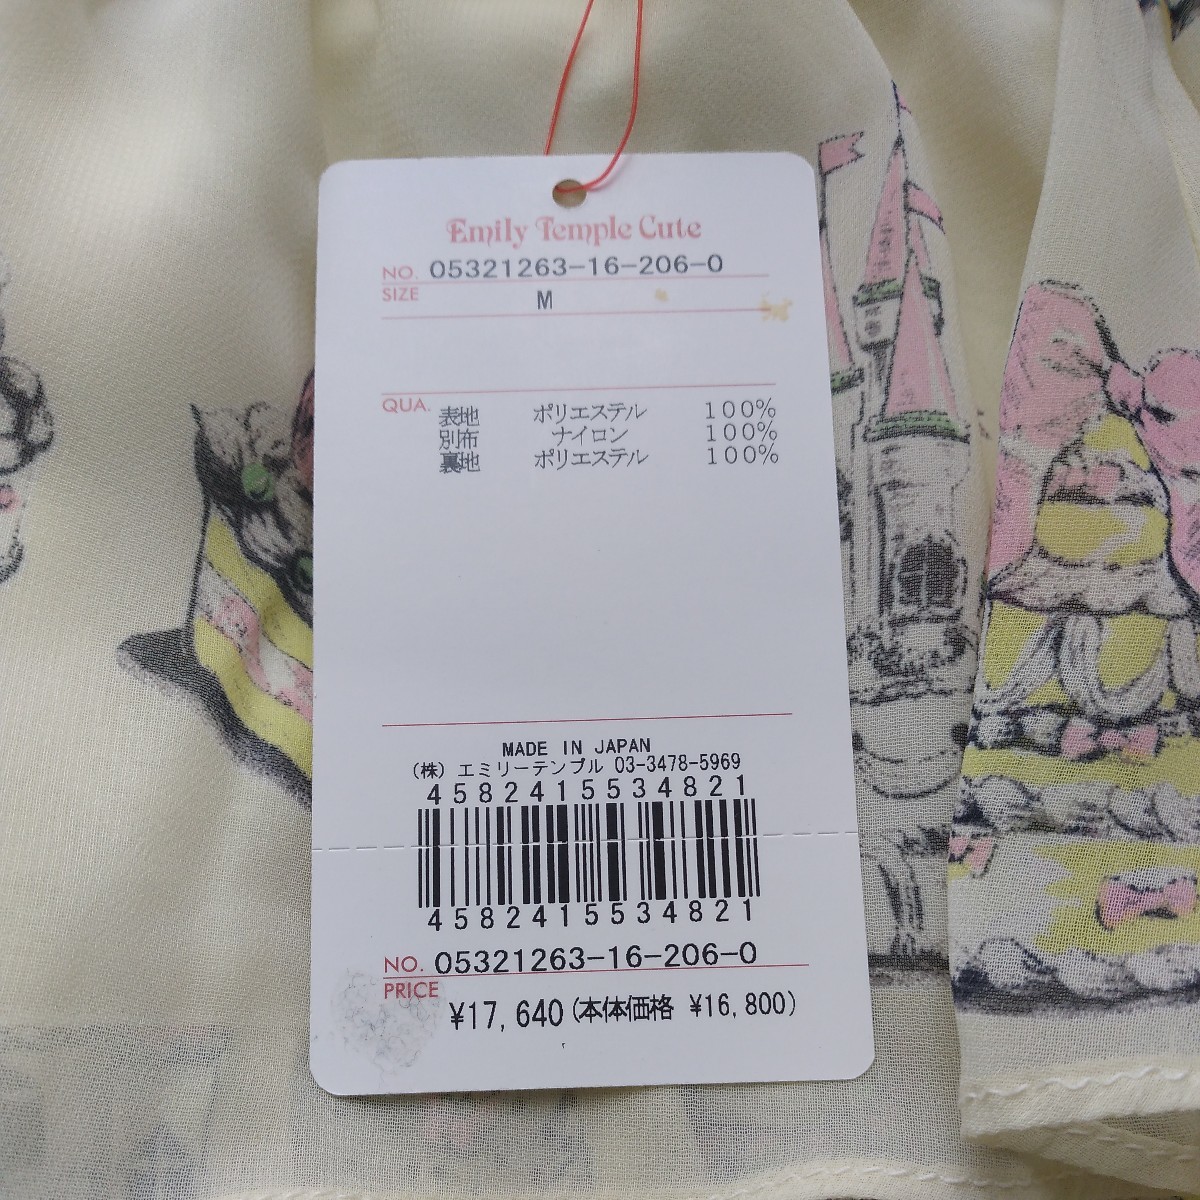 Emily Temple Cute
NO. 05321263-16-206-0
SIZE M
QUA. 表地 ポリエステル 100%
別布 ナイロン 100%
裏地 ポリエステル 100%
MADE IN JAPAN
(株) エミリーテンプル 03-3478-5969
4582415534821
4582415534821
NO. 05321263-16-206-0
PRICE ¥17,640 (本体価格 ¥16,800)